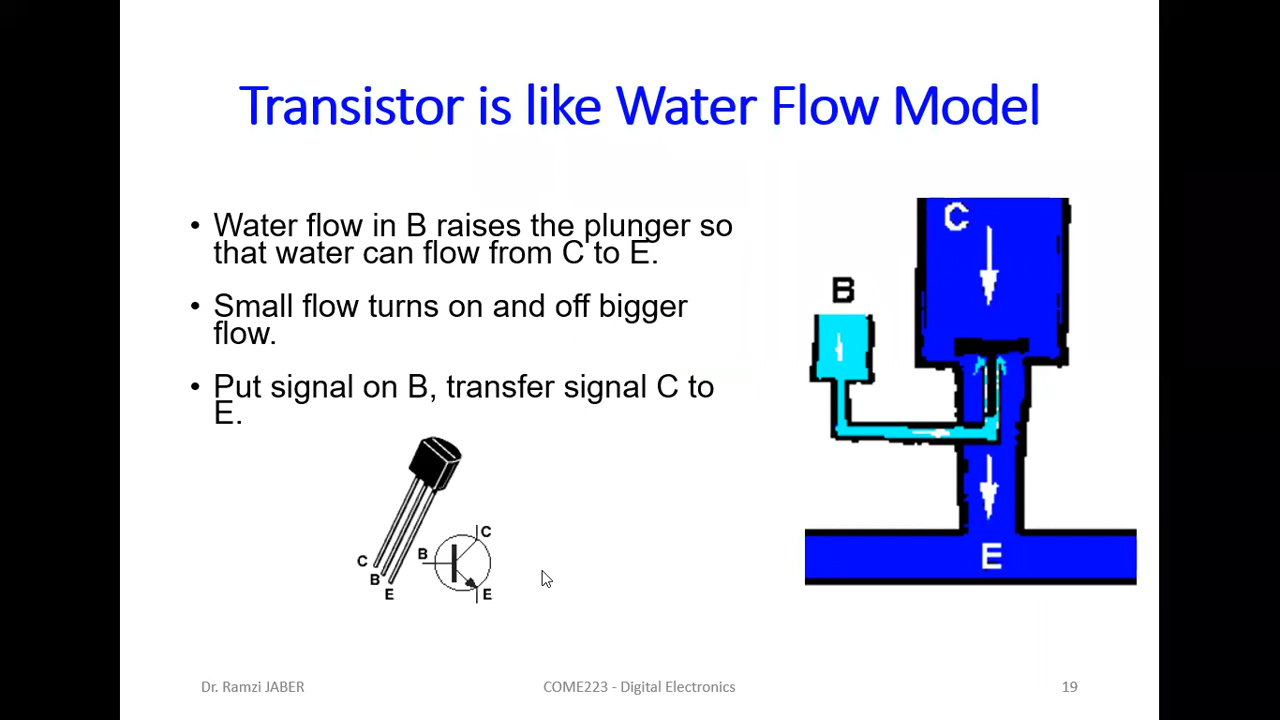 Transistor is like Water Flow Model
• Water flow in B raises the plunger so
that water can flow from C to E.
• Small flow turns on and off bigger
flow.
• Put signal on B, transfer signal C to
E.
C
B
E
B
C
E
C
B
E
Dr. Ramzi JABER
COME223 - Digital Electronics
19